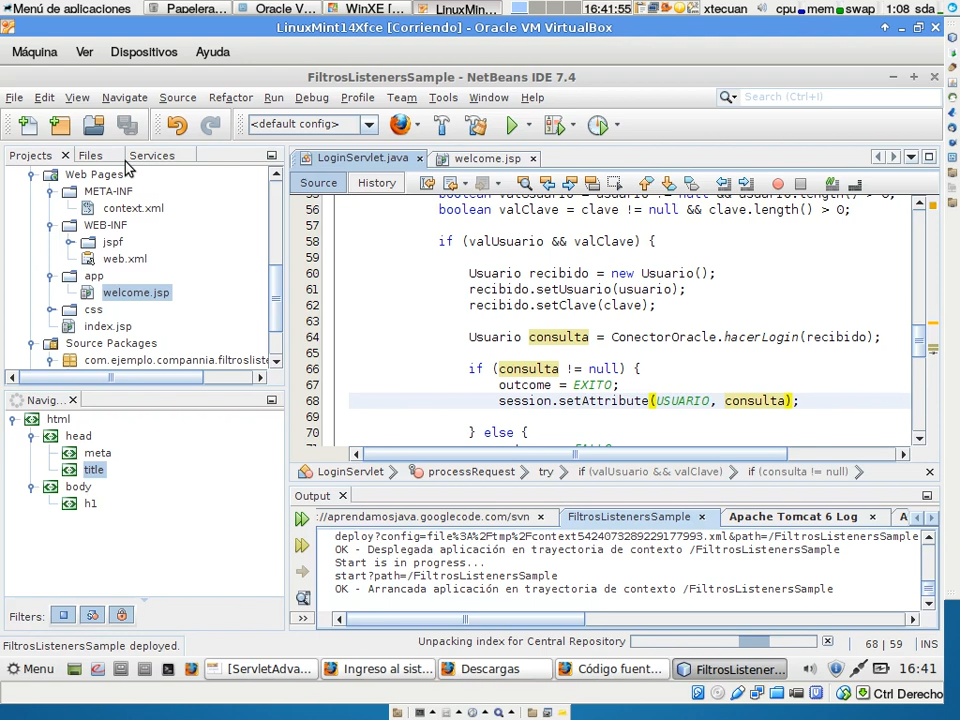 Menú de aplicaciones
Papelera...
Oracle V...
WinXE [...
LinuxMin...
16:41:55
xtecuan
cpu
mem
swap
1:08
sda
LinuxMint14Xfce [Corriendo] - Oracle VM VirtualBox
Máquina Ver Dispositivos Ayuda
FiltrosListenersSample - NetBeans IDE 7.4
File Edit View Navigate Source Refactor Run Debug Profile Team Tools Window Help
Search (Ctrl+I)
<default config>
Projects Files Services
Web Pages
META-INF
context.xml
WEB-INF
jspf
web.xml
app
welcome.jsp
css
index.jsp
Source Packages
com.ejemplo.compannia.filtrosliste
Navig...
html
head
meta
title
body
h1
Filters:
FiltrosListenersSample deployed.
LoginServlet.java welcome.jsp
Source History
56 boolean valClave = clave != null && clave.length() > 0;
57
58 if (valUsuario && valClave) {
59
60 Usuario recibido = new Usuario();
61 recibido.setUsuario(usuario);
62 recibido.setClave(clave);
63
64 Usuario consulta = ConectorOracle.hacerLogin(recibido);
65
66 if (consulta != null) {
67 outcome = EXITO;
68 session.setAttribute(USUARIO, consulta);
69
70 } else {
LoginServlet processRequest try if (valUsuario && valClave) if (consulta != null)
Output
://aprendamosjava.googlecode.com/svn FiltrosListenersSample Apache Tomcat 6 Log A
deploy?config=file%3A%2Ftmp%2Fcontext5424073289229177993.xml&path=/FiltrosListenersSample
OK - Desplegada aplicación en trayectoria de contexto /FiltrosListenersSample
Start is in progress...
start?path=/FiltrosListenersSample
OK - Arrancada aplicación en trayectoria de contexto /FiltrosListenersSample
Unpacking index for Central Repository
68 | 59
INS
Menu
[ServletAdva...
Ingreso al sist...
Descargas
Código fuent...
FiltrosListener...
16:41
Ctrl Derecho